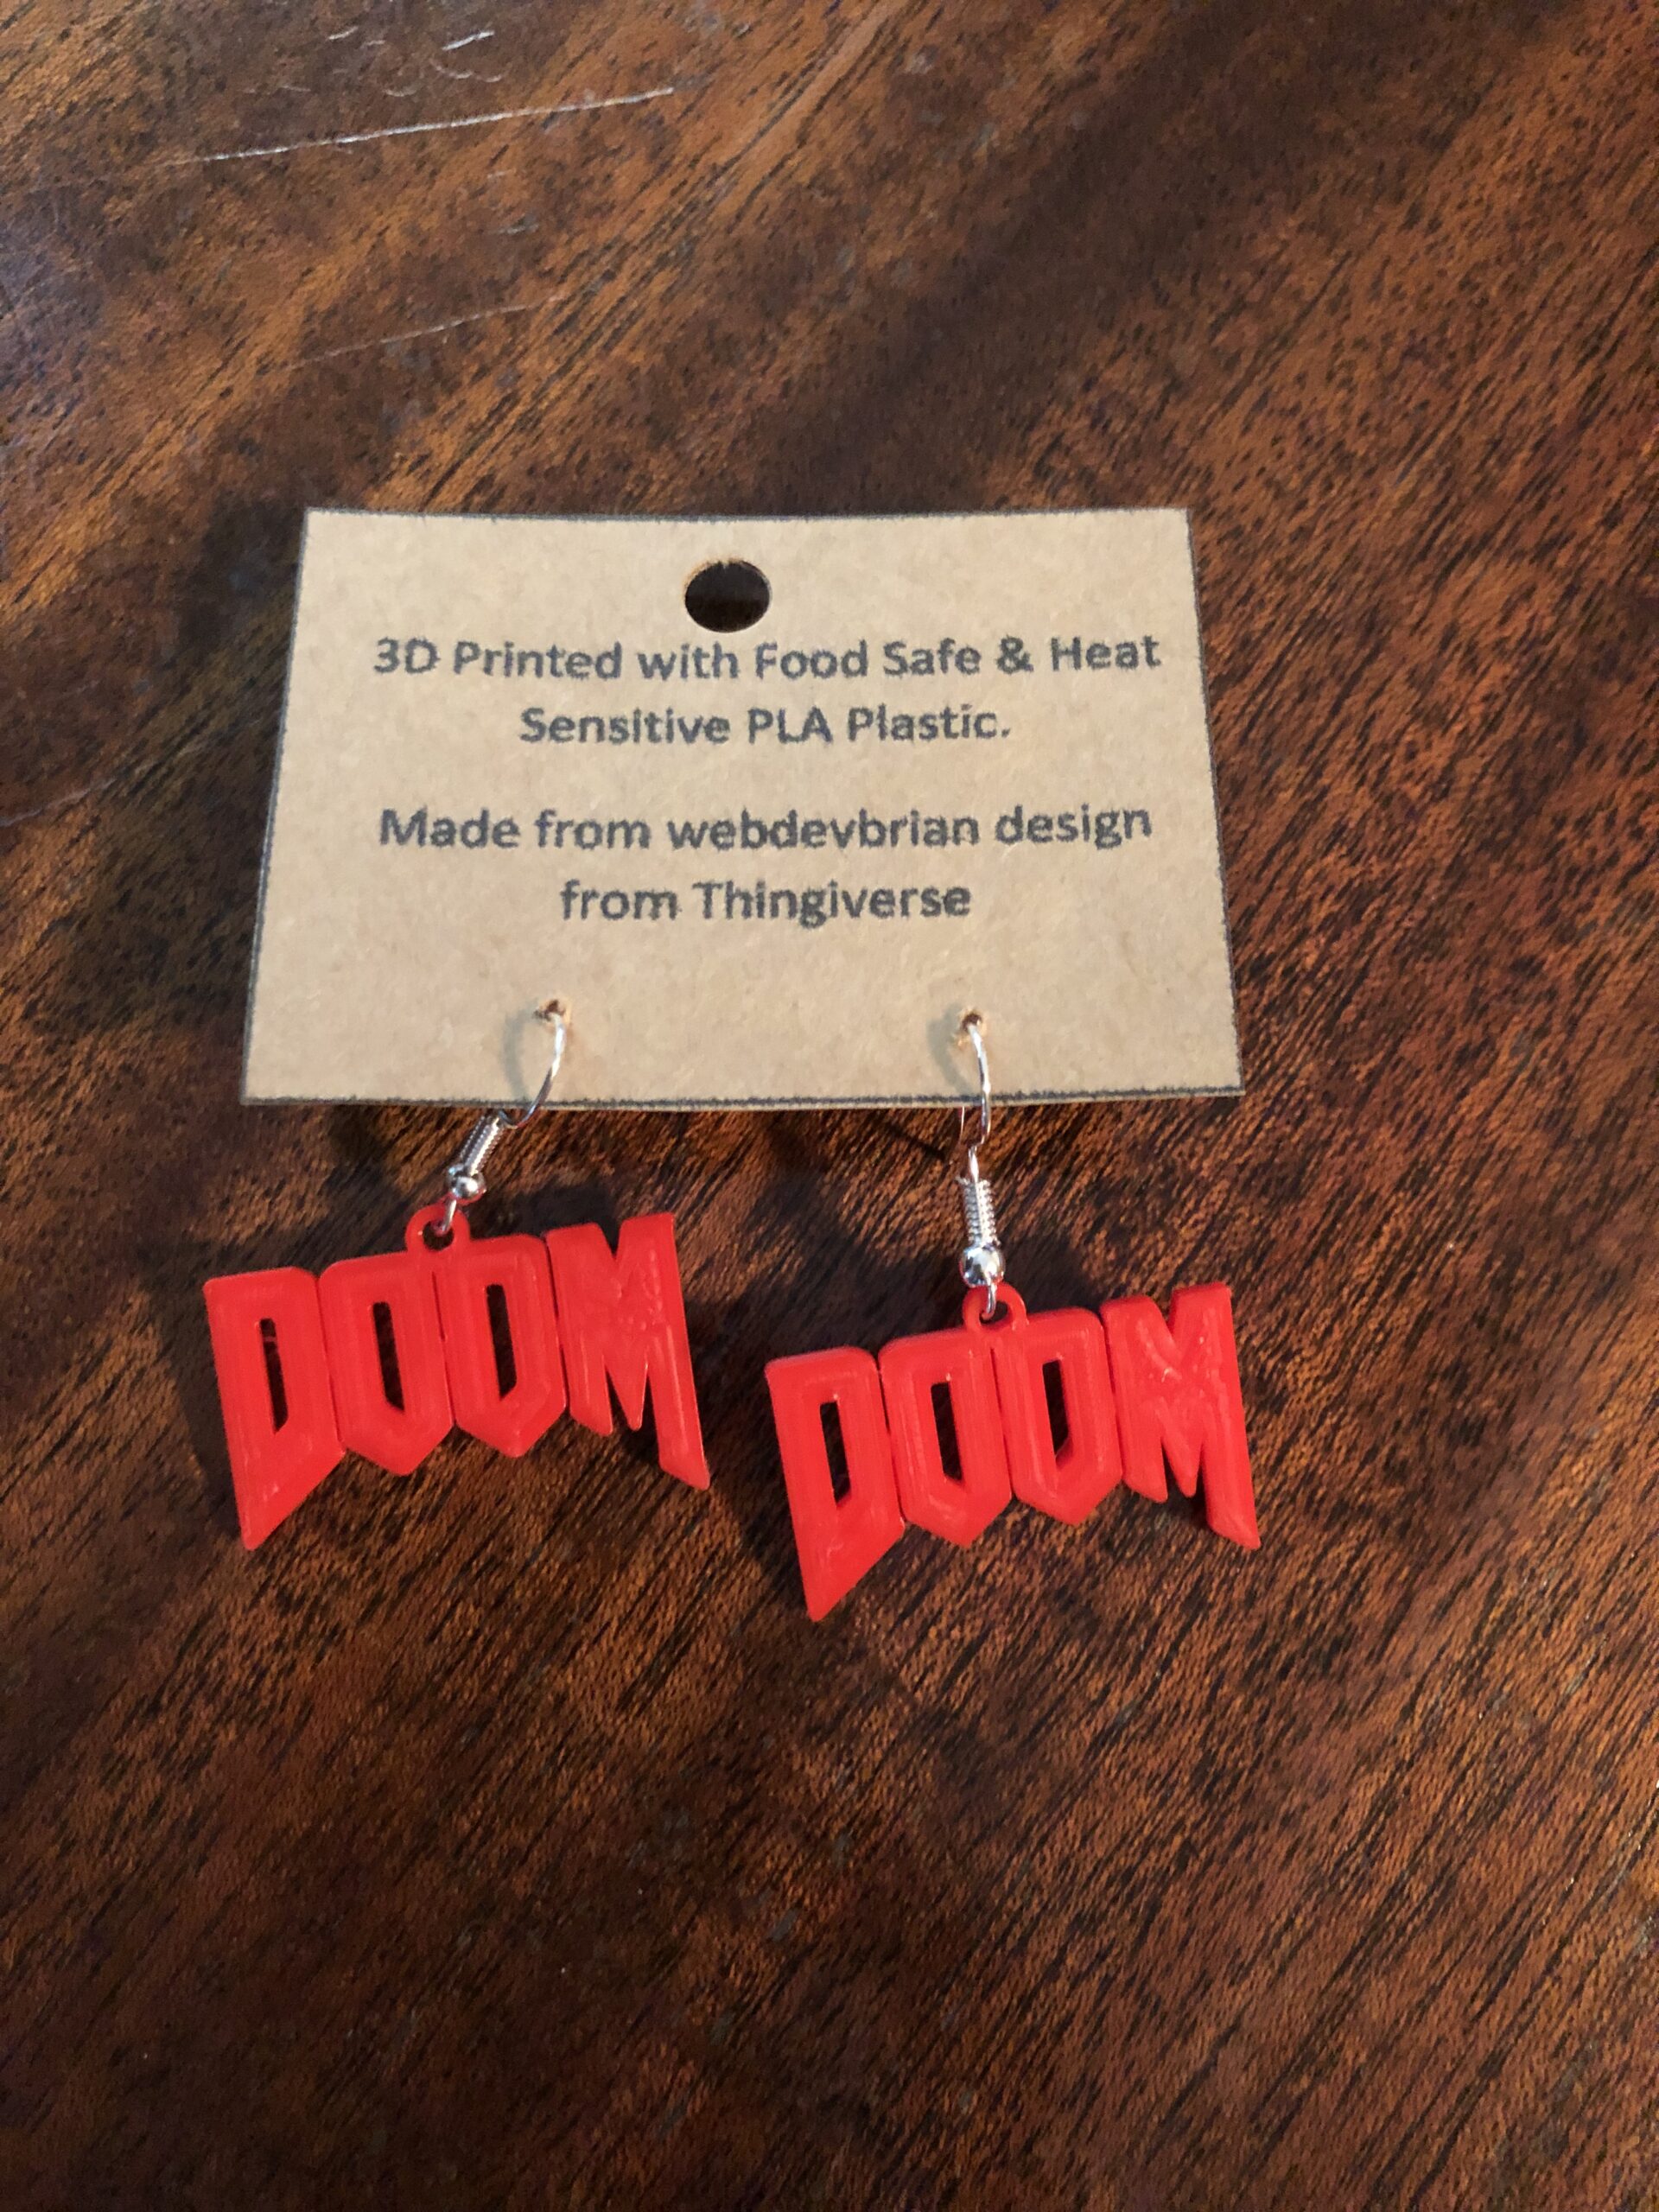 3D Printed with Food Safe & Heat
Sensitive PLA Plastic.
Made from webdevbrian design
from Thingiverse
DOOM
DOOM